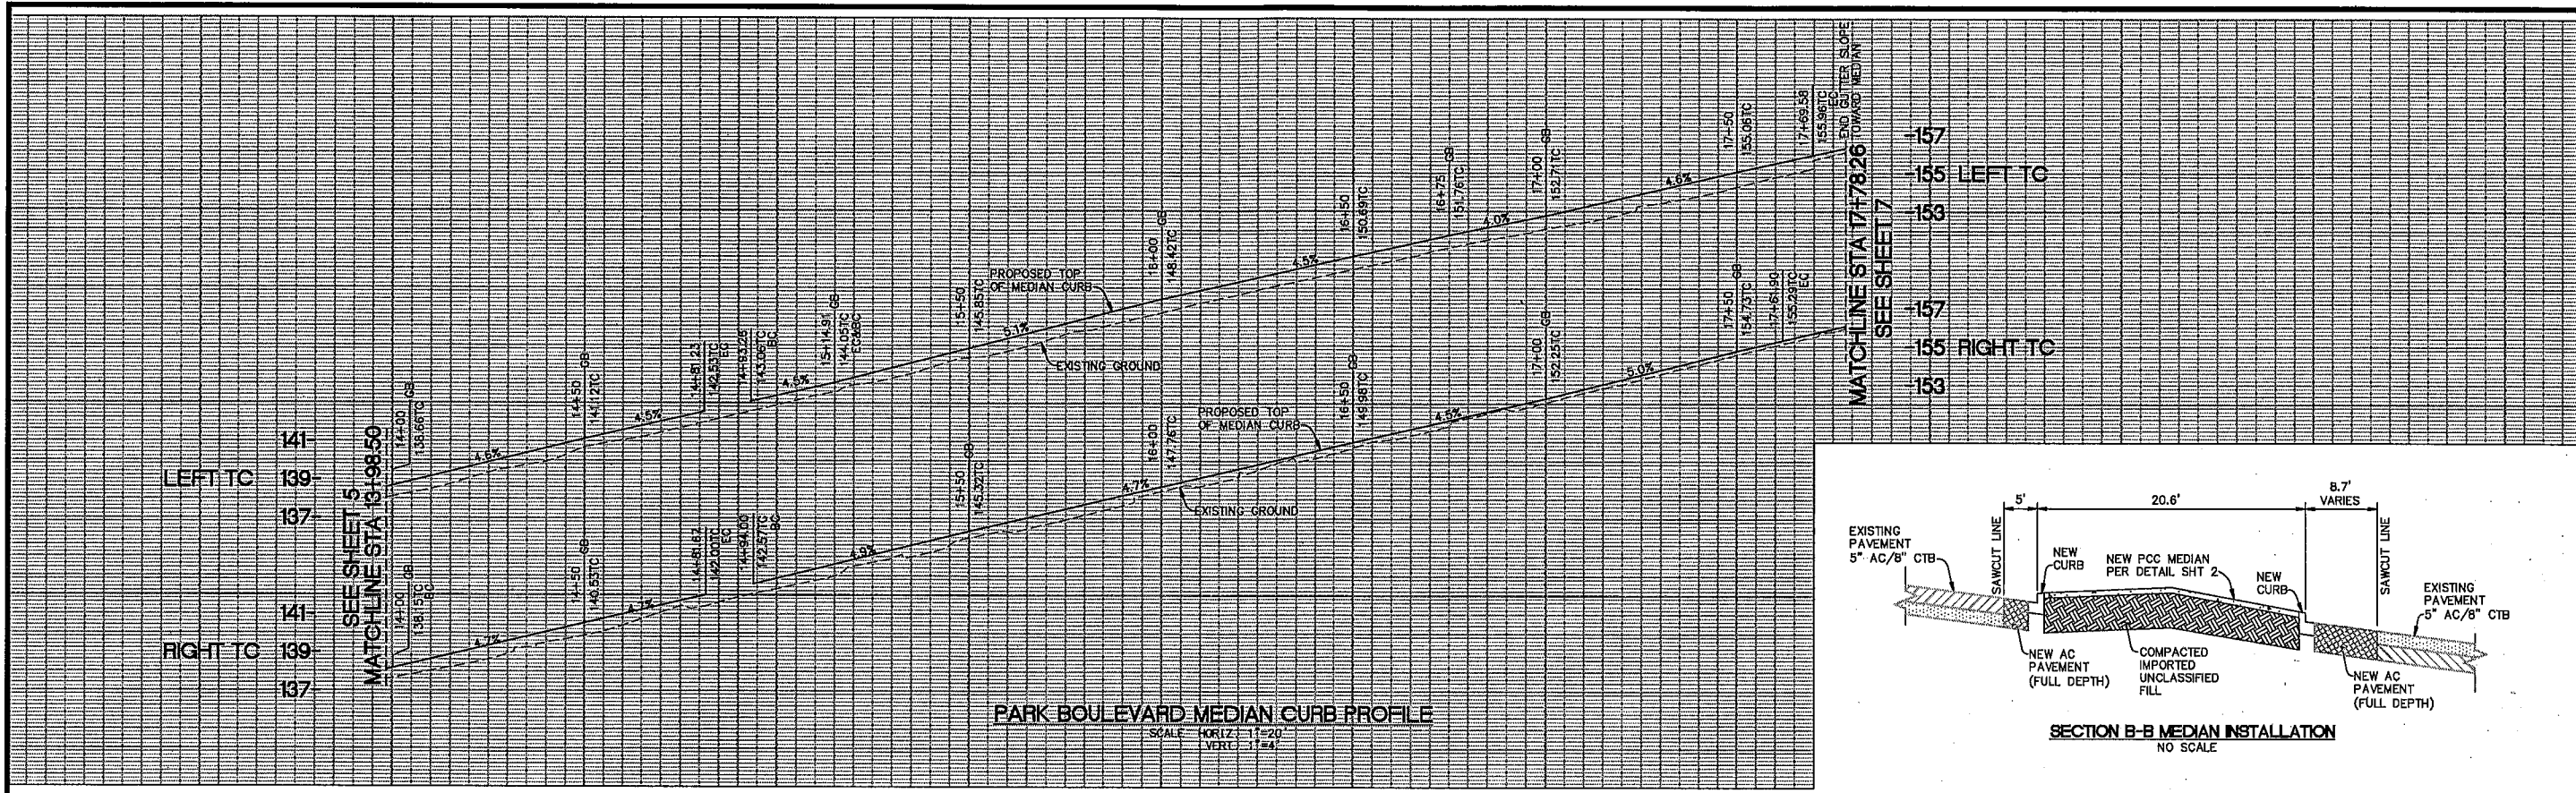 END GUTTER SLOPE
TOWARD MEDIAN
17+69.58
155.96TC
EC
17+50
155.06TC
17+00 GB
152.71TC
16+75 GB
151.76TC
16+50
150.69TC
16+00 GB
148.42TC
15+50
145.85TC
15+14.91 GB
144.05TC
EC&BC
14+93.26
143.06TC
BC
14+81.23
142.53TC
EC
14+50 GB
141.12TC
14+00 GB
138.66TC
4.6%
4.5%
4.5%
5.1%
4.5%
4.0%
4.6%
PROPOSED TOP
OF MEDIAN CURB
EXISTING GROUND
141-
LEFT TC 139-
137-
SEE SHEET 5
MATCHLINE STA 13+98.50
-157
-155 LEFT TC
-153
MATCHLINE STA 17+78.26
SEE SHEET 7
-157
-155 RIGHT TC
-153
14+00 GB
138.15TC
BC
14+50 GB
140.53TC
14+81.67
142.00TC
EC
14+94.00
142.57TC
BC
15+50 GB
145.32TC
16+00
147.76TC
16+50 GB
149.98TC
17+00 GB
152.25TC
17+50 GB
154.73TC
155.29TC
EC
4.7%
4.7%
4.9%
4.7%
4.5%
5.0%
PROPOSED TOP
OF MEDIAN CURB
EXISTING GROUND
141-
RIGHT TC 139-
137-
PARK BOULEVARD MEDIAN CURB PROFILE
SCALE HORIZ: 1"=20'
VERT: 1"=4'
5'
20.6'
8.7'
VARIES
EXISTING
PAVEMENT
5" AC/8" CTB
SAWCUT LINE
NEW
CURB
NEW PCC MEDIAN
PER DETAIL SHT 2
NEW
CURB
SAWCUT LINE
EXISTING
PAVEMENT
5" AC/8" CTB
NEW AC
PAVEMENT
(FULL DEPTH)
COMPACTED
IMPORTED
UNCLASSIFIED
FILL
NEW AC
PAVEMENT
(FULL DEPTH)
SECTION B-B MEDIAN INSTALLATION
NO SCALE